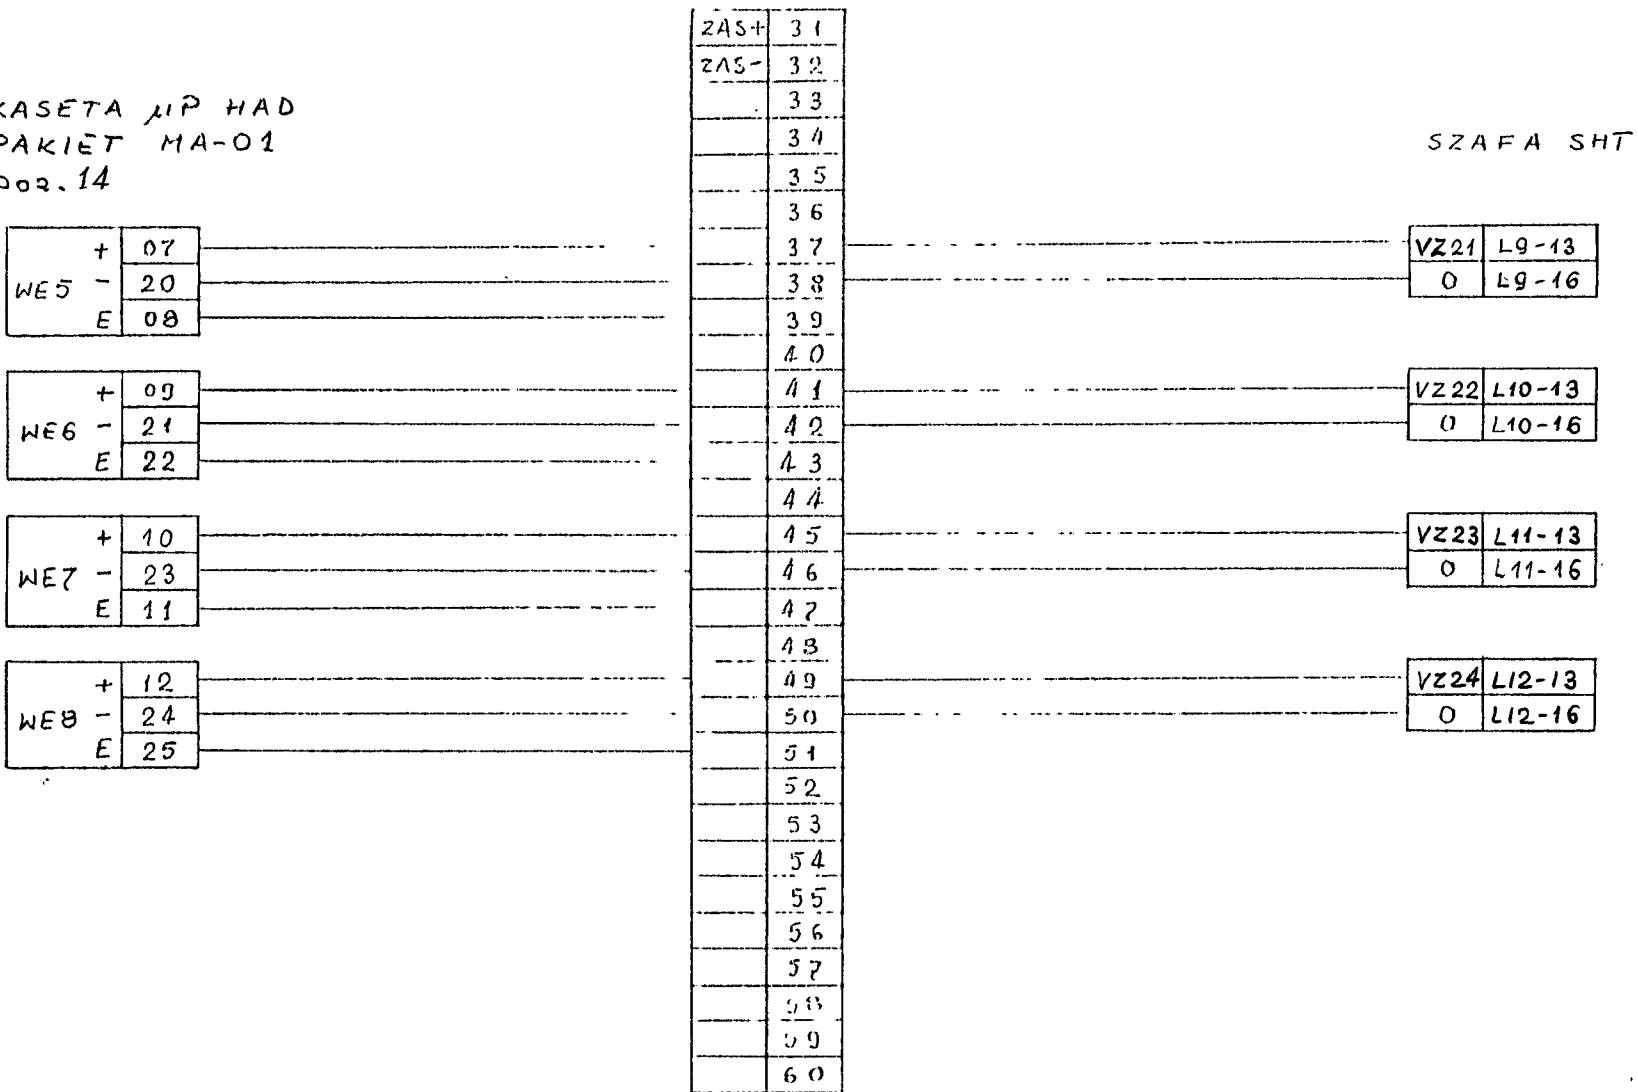 KASETA µP HAD
PAKIET MA-01
poz. 14
SZAFA SHT
ZAS+ 31
ZAS- 32
33
34
35
36
37
38
39
40
41
42
43
44
45
46
47
48
49
50
51
52
53
54
55
56
57
58
59
60
WE5
+ 07
- 20
E 08
WE6
+ 09
- 21
E 22
WE7
+ 10
- 23
E 11
WE8
+ 12
- 24
E 25
VZ21 L9-13
0 L9-16
VZ22 L10-13
0 L10-16
VZ23 L11-13
0 L11-16
VZ24 L12-13
0 L12-16